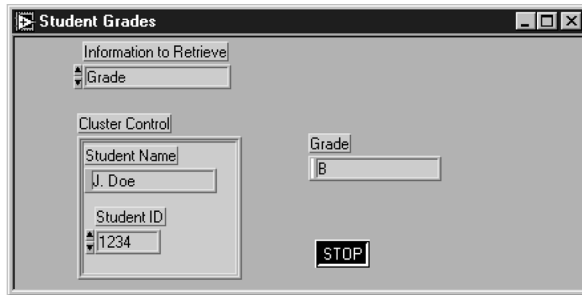 Student Grades
Information to Retrieve
Grade
Cluster Control
Student Name
J. Doe
Student ID
1234
Grade
B
STOP